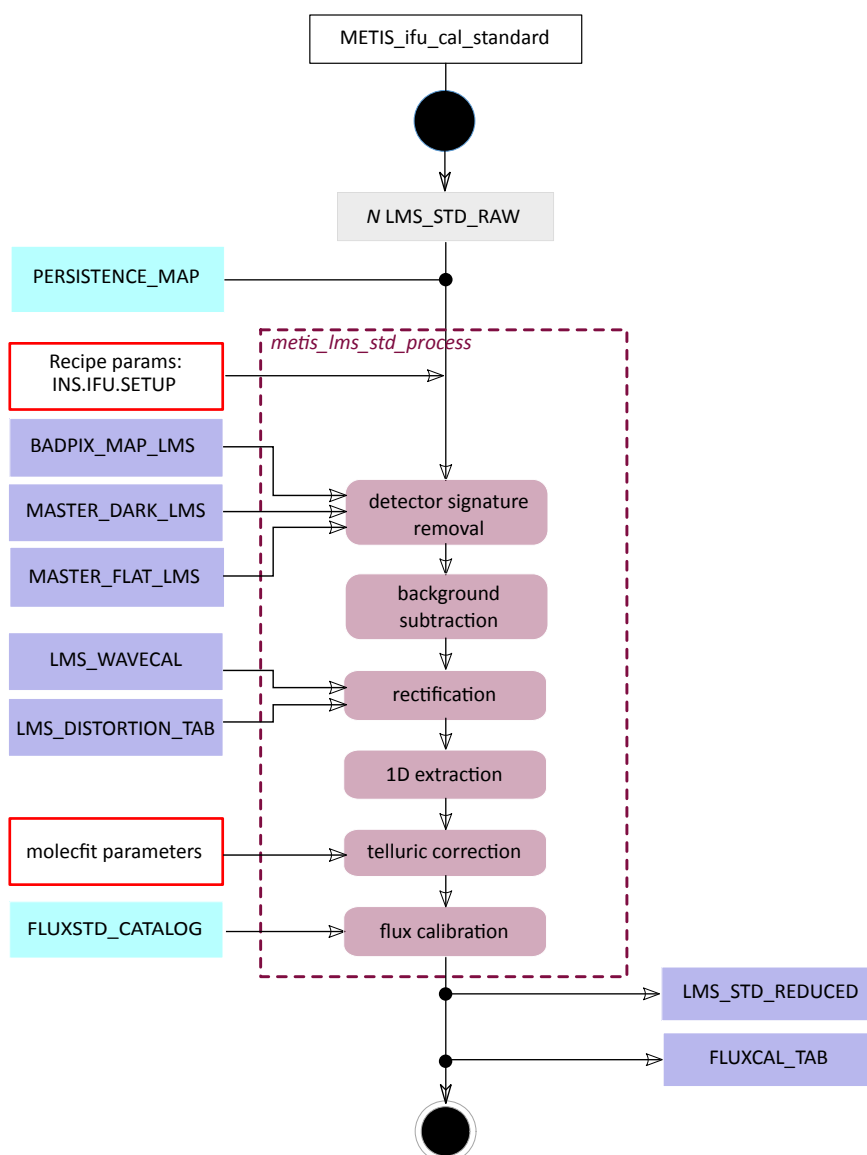 METIS_ifu_cal_standard
N LMS_STD_RAW
PERSISTENCE_MAP
metis_lms_std_process
Recipe params:
INS.IFU.SETUP
BADPIX_MAP_LMS
MASTER_DARK_LMS
detector signature
removal
MASTER_FLAT_LMS
background
subtraction
LMS_WAVECAL
rectification
LMS_DISTORTION_TAB
1D extraction
molecfit parameters
telluric correction
FLUXSTD_CATALOG
flux calibration
LMS_STD_REDUCED
FLUXCAL_TAB